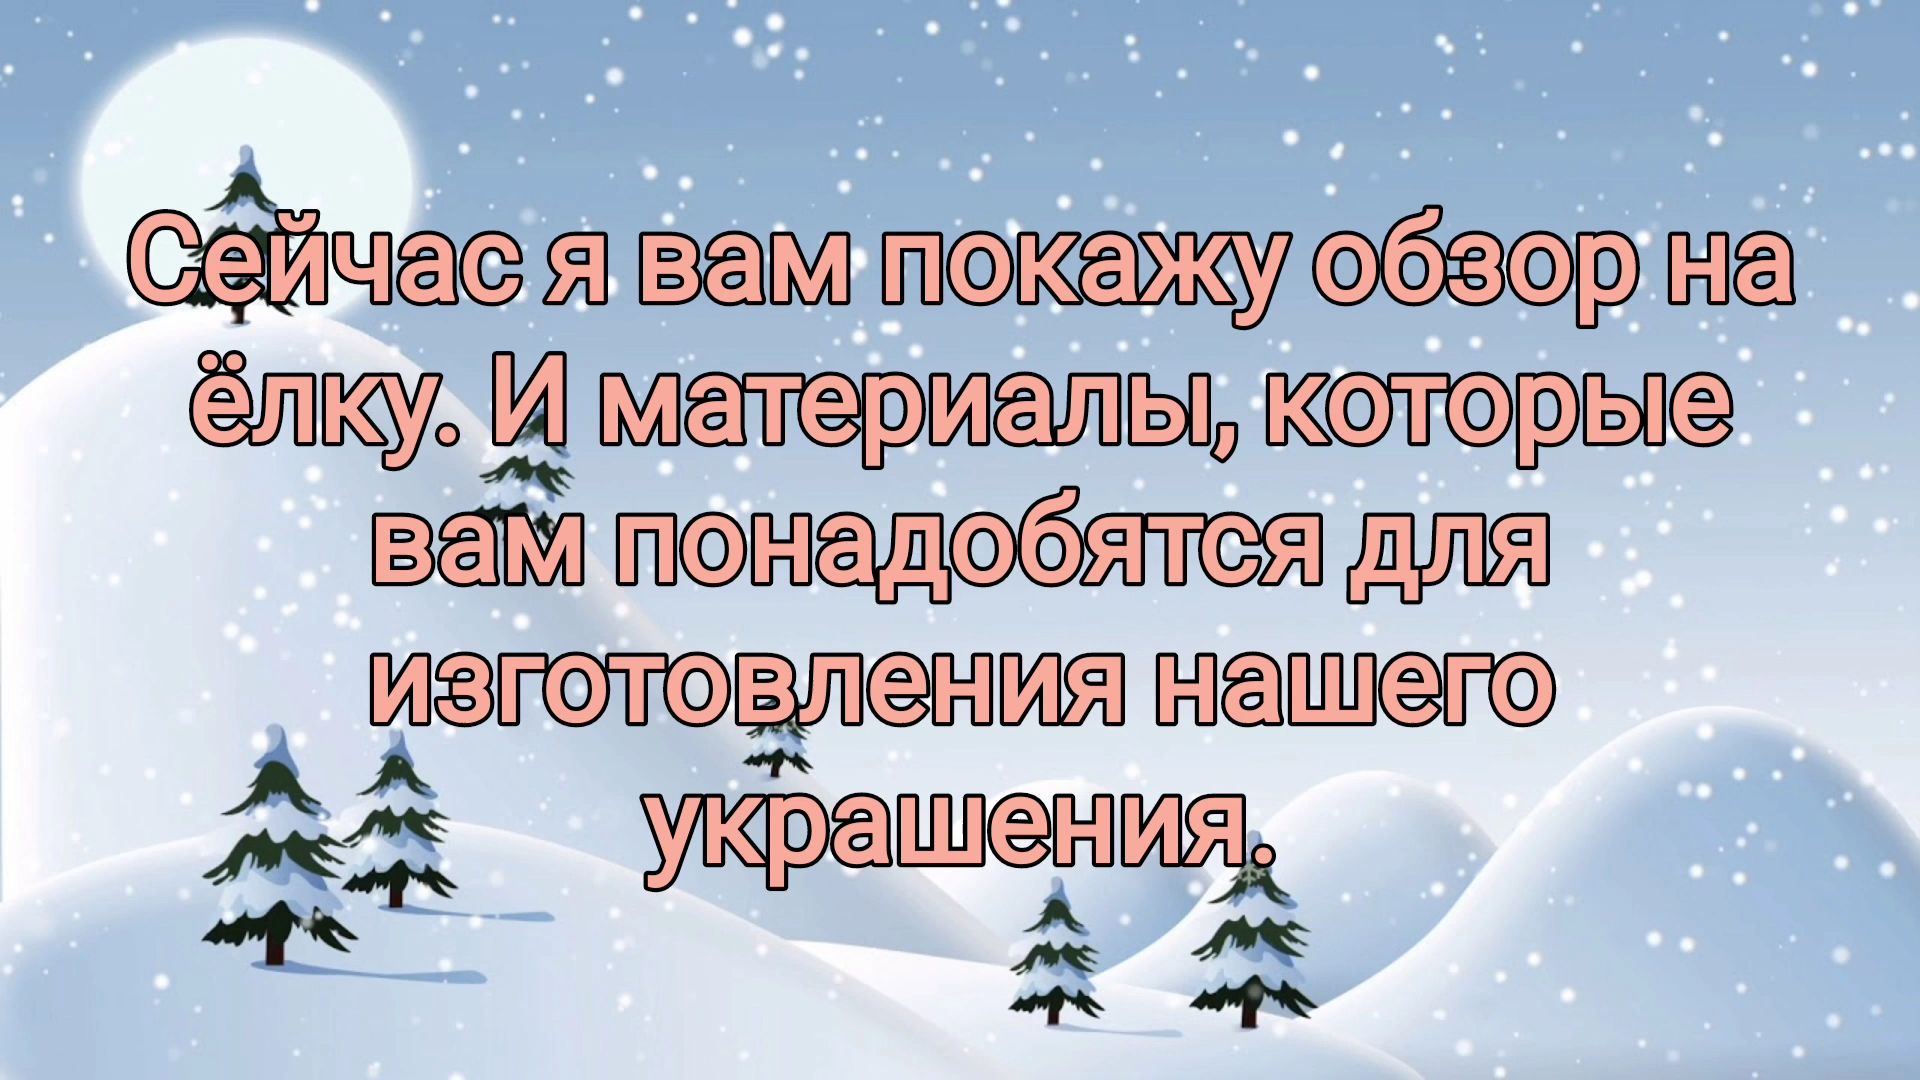 Сейчас я вам покажу обзор на
ёлку. И материалы, которые
вам понадобятся для
изготовления нашего
украшения.